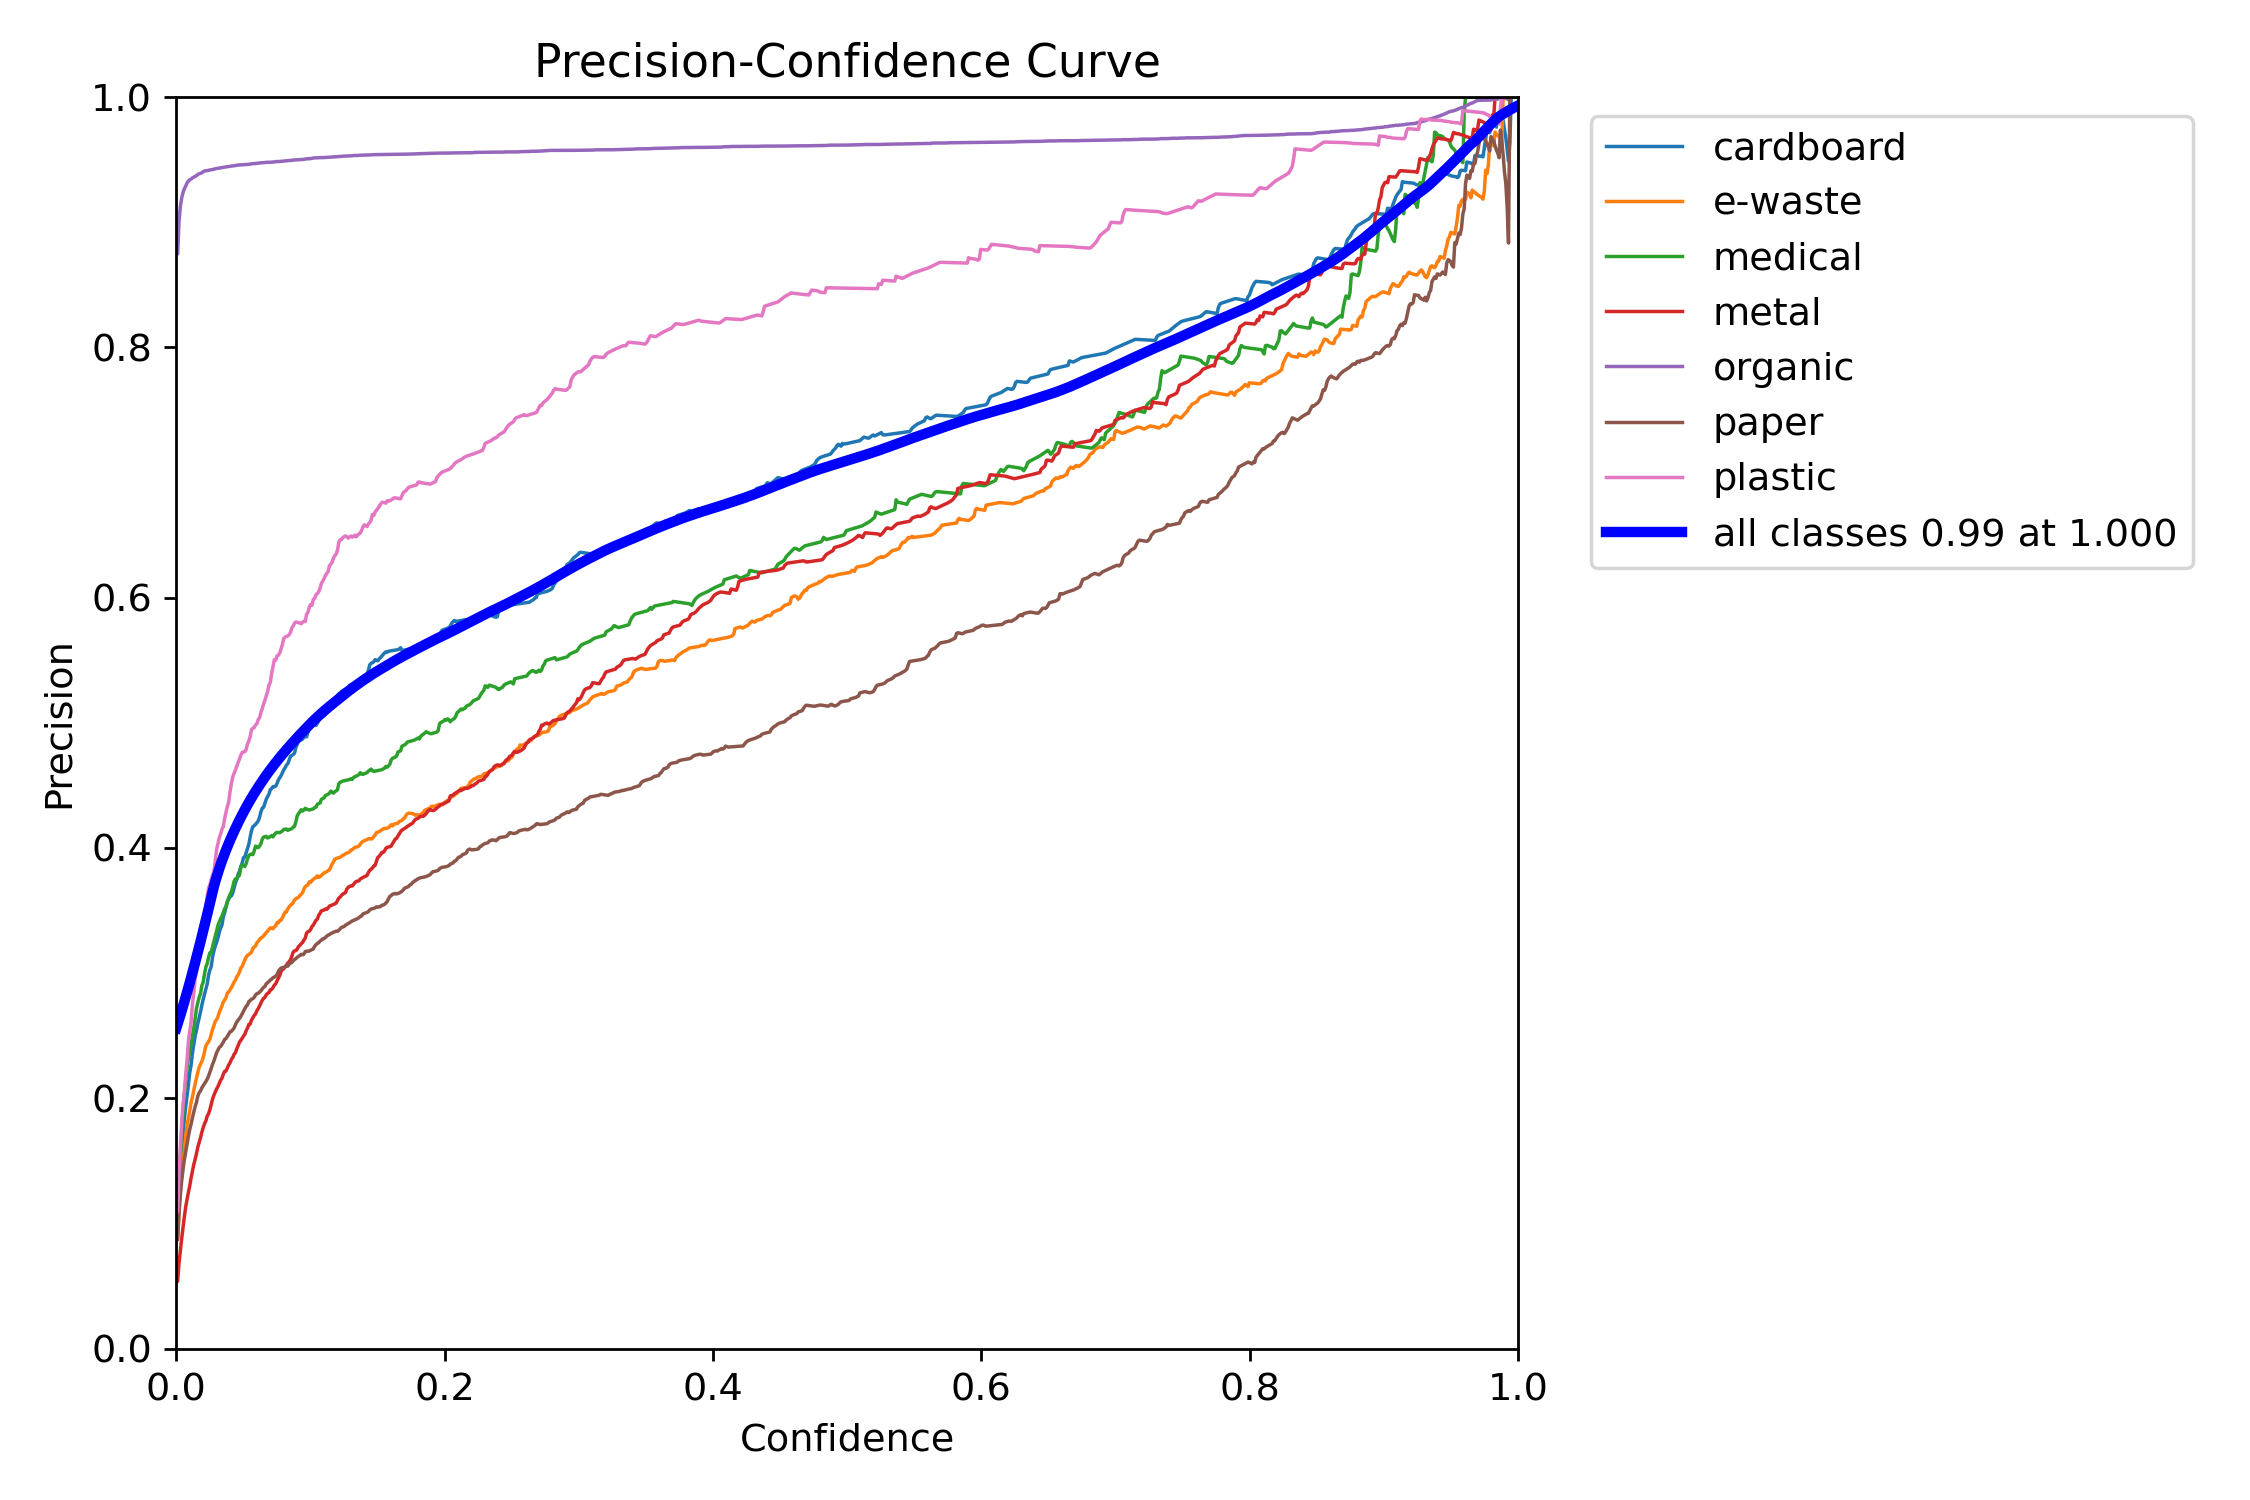 Precision-Confidence Curve
1.0
0.8
0.6
0.4
0.2
0.0
Precision
0.0 0.2 0.4 0.6 0.8 1.0
Confidence
cardboard
e-waste
medical
metal
organic
paper
plastic
all classes 0.99 at 1.000